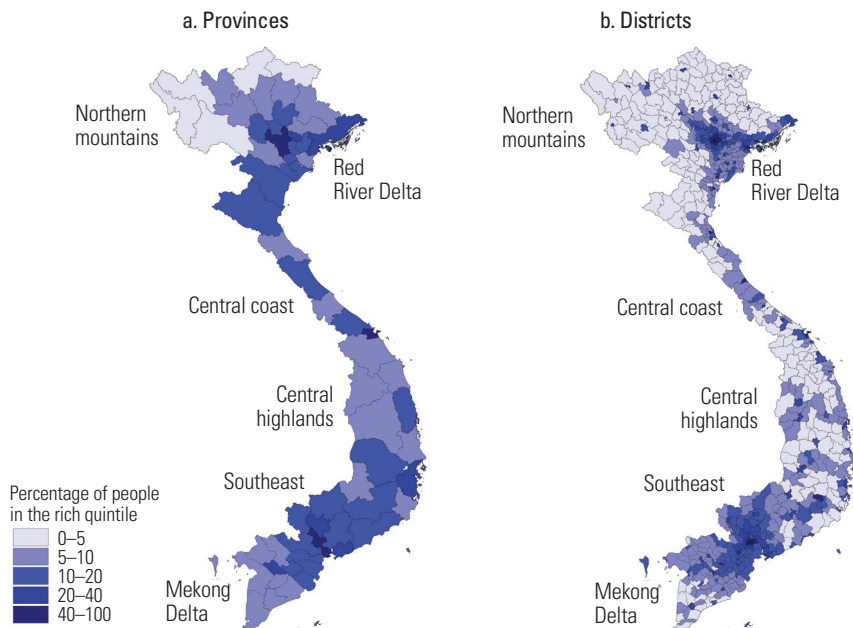 a. Provinces
Northern
mountains
Red
River Delta
Central coast
Central
highlands
Southeast
Mekong
Delta
Percentage of people
in the rich quintile
0–5
5–10
10–20
20–40
40–100
b. Districts
Northern
mountains
Red
River Delta
Central coast
Central
highlands
Southeast
Mekong
Delta